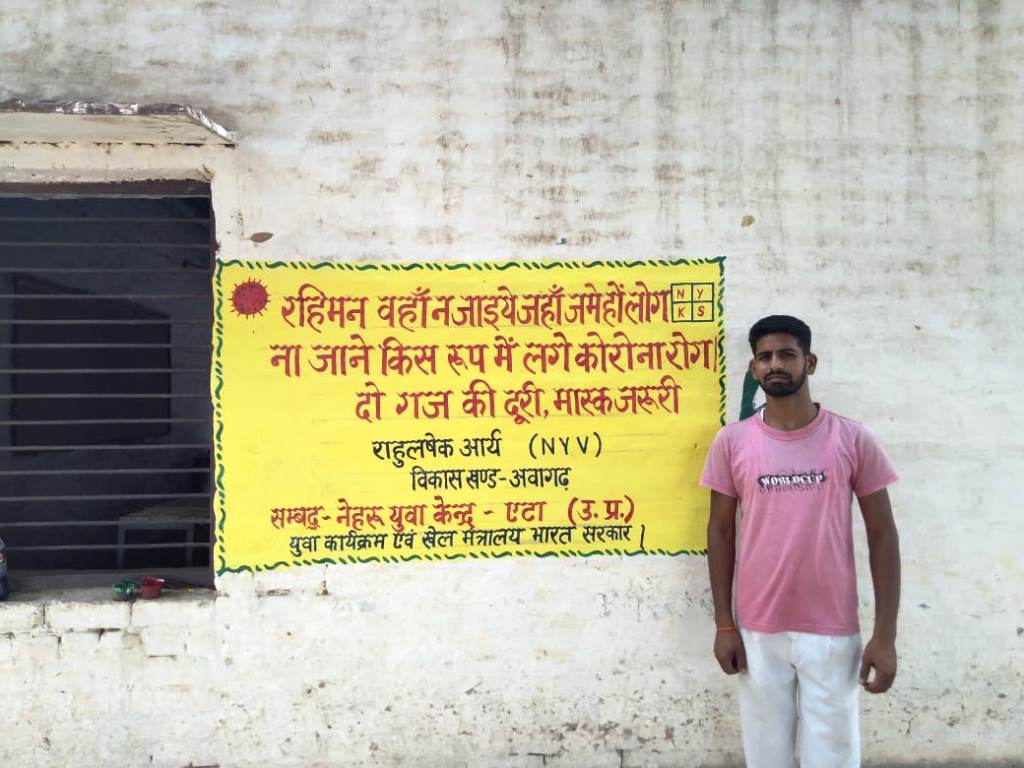 रहिमन वहाँ न जाइये जहाँ जमे हों लोग
N Y
K S
ना जाने किस रूप में लगे कोरोना रोग।
दो गज की दूरी, मास्क जरूरी
राहुलषेक आर्य (NYV)
विकास खण्ड-अवागढ़
सम्बद्ध-नेहरू युवा केन्द्र - एटा (उ.प्र.)
युवा कार्यक्रम एवं खेल मंत्रालय भारत सरकार।
WORLDCUP